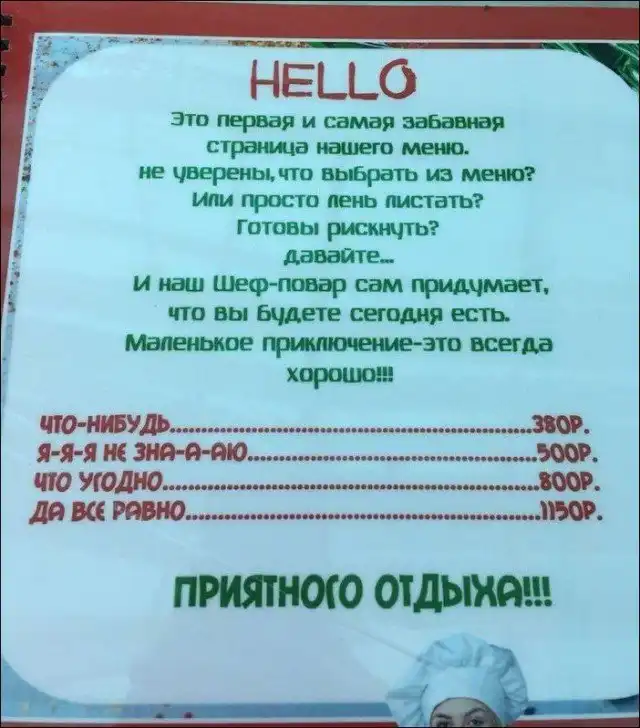 HELLO
Это первая и самая забавная
страница нашего меню.
не уверены, что выбрать из меню?
Или просто лень листать?
Готовы рискнуть?
давайте...
И наш Шеф-повар сам придумает,
что вы будете сегодня есть.
Маленькое приключение-это всегда
хорошо!!!
ЧТО-НИБУДЬ...380Р.
Я-Я-Я НЕ ЗНА-А-АЮ...500Р.
ЧТО УГОДНО...800Р.
ДА ВСЕ РАВНО...1150Р.
ПРИЯТНОГО ОТДЫХА!!!